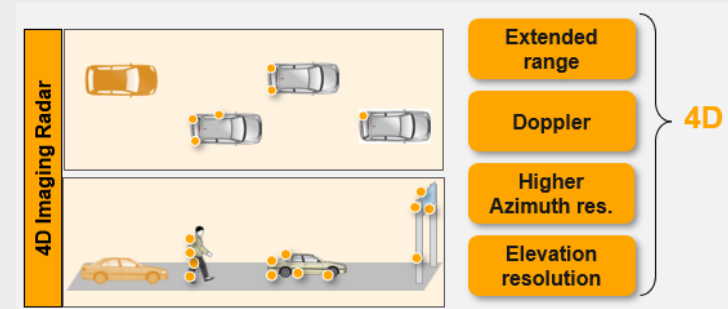 4D Imaging Radar
Extended
range
Doppler
Higher
Azimuth res.
Elevation
resolution
4D